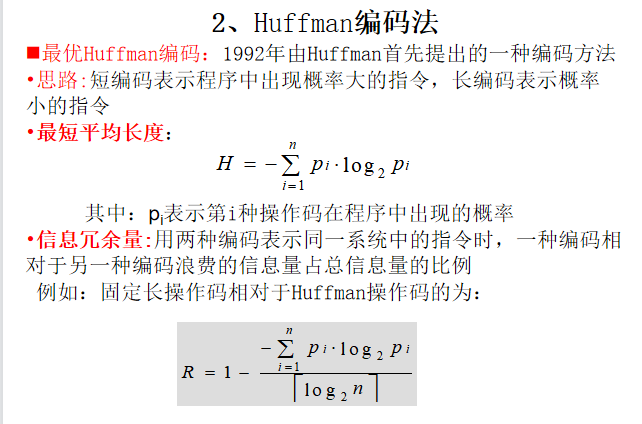 2、Huffman编码法
■最优Huffman编码：1992年由Huffman首先提出的一种编码方法
•思路:短编码表示程序中出现概率大的指令，长编码表示概率
小的指令
•最短平均长度：
H = −∑_{i=1}^{n} p_i · log_2 p_i
其中：p_i表示第i种操作码在程序中出现的概率
•信息冗余量:用两种编码表示同一系统中的指令时，一种编码相
对于另一种编码浪费的信息量占总信息量的比例
例如：固定长操作码相对于Huffman操作码的为：
R = 1 − (−∑_{i=1}^{n} p_i · log_2 p_i) / ⌈log_2 n⌉